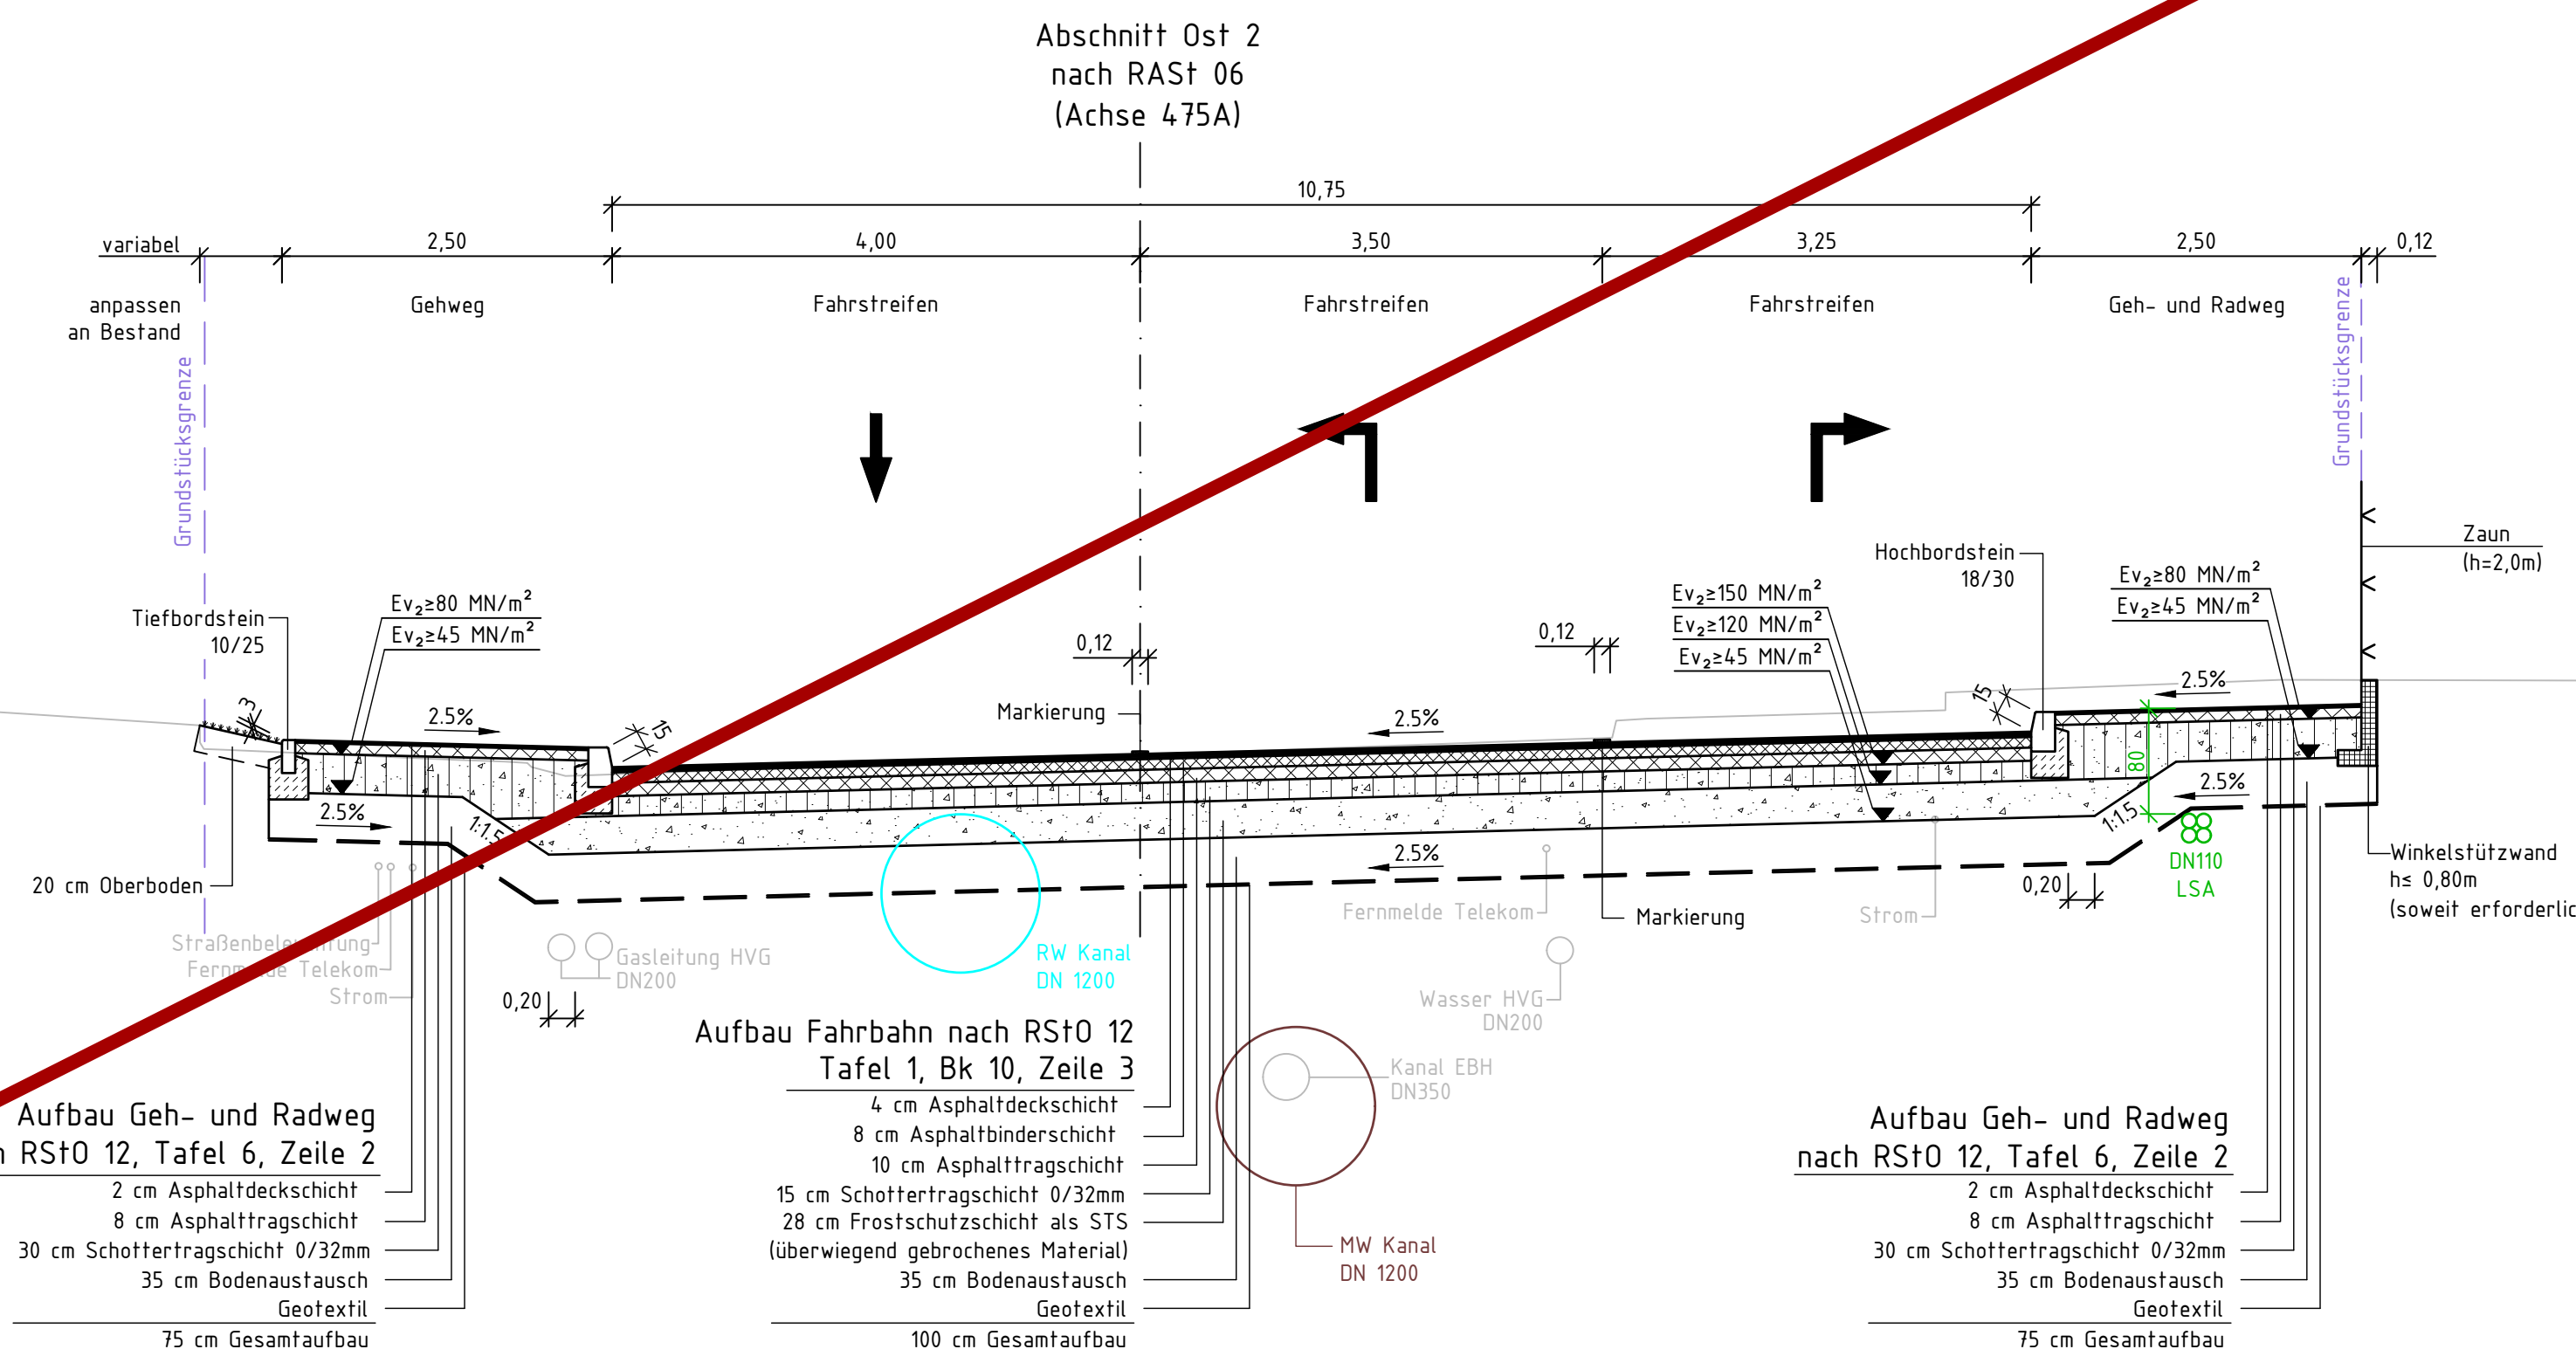 Abschnitt Ost 2
nach RASt 06
(Achse 475A)
10,75
variabel
2,50
4,00
3,50
3,25
2,50
0,12
anpassen
an Bestand
Gehweg
Fahrstreifen
Fahrstreifen
Fahrstreifen
Geh- und Radweg
Grundstücksgrenze
Grundstücksgrenze
Zaun
(h=2,0m)
Hochbordstein
18/30
Tiefbordstein
10/25
Ev₂≥80 MN/m²
Ev₂≥45 MN/m²
Ev₂≥150 MN/m²
Ev₂≥120 MN/m²
Ev₂≥45 MN/m²
Ev₂≥80 MN/m²
Ev₂≥45 MN/m²
0,12
0,12
3
2.5%
15
Markierung
2.5%
15
2.5%
80
2.5%
1:1.5
2.5%
2.5%
1:1.5
20 cm Oberboden
0,20
DN110
LSA
Winkelstützwand
h≤ 0,80m
Fernmelde Telekom
Markierung
Strom
Telekom
Strom
Gasleitung HVG
DN200
0,20
RW Kanal
DN 1200
Wasser HVG
DN200
Kanal EBH
DN350
MW Kanal
DN 1200
Aufbau Geh- und Radweg
RStO 12, Tafel 6, Zeile 2
2 cm Asphaltdeckschicht
8 cm Asphalttragschicht
30 cm Schottertragschicht 0/32mm
35 cm Bodenaustausch
Geotextil
75 cm Gesamtaufbau
Aufbau Fahrbahn nach RStO 12
Tafel 1, Bk 10, Zeile 3
4 cm Asphaltdeckschicht
8 cm Asphaltbinderschicht
10 cm Asphalttragschicht
15 cm Schottertragschicht 0/32mm
28 cm Frostschutzschicht als STS
(überwiegend gebrochenes Material)
35 cm Bodenaustausch
Geotextil
100 cm Gesamtaufbau
Aufbau Geh- und Radweg
nach RStO 12, Tafel 6, Zeile 2
2 cm Asphaltdeckschicht
8 cm Asphalttragschicht
30 cm Schottertragschicht 0/32mm
35 cm Bodenaustausch
Geotextil
75 cm Gesamtaufbau